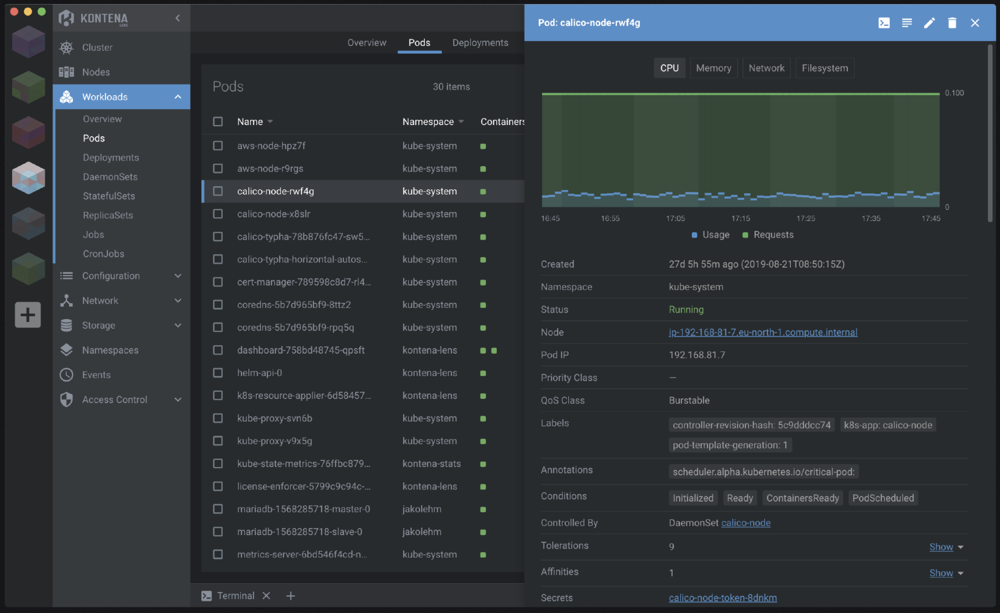 KONTENA
LENS
Cluster
Nodes
Workloads
Overview
Pods
Deployments
DaemonSets
StatefulSets
ReplicaSets
Jobs
CronJobs
Configuration
Network
Storage
Namespaces
Events
Access Control
Overview Pods Deployments
Pods 30 items
Name Namespace Containers
aws-node-hpz7f kube-system
aws-node-r9rgs kube-system
calico-node-rwf4g kube-system
calico-node-x8slr kube-system
calico-typha-78b876fc47-sw5... kube-system
calico-typha-horizontal-autos... kube-system
cert-manager-789598c8d7-rl4... kube-system
coredns-5b7d965bf9-8ttz2 kube-system
coredns-5b7d965bf9-rpq5q kube-system
dashboard-758bd48745-qpsft kontena-lens
helm-api-0 kontena-lens
k8s-resource-applier-6d58457... kontena-lens
kube-proxy-svn6b kube-system
kube-proxy-v9x5g kube-system
kube-state-metrics-76ffbc879... kontena-stats
license-enforcer-5799c9c94c-... kontena-lens
mariadb-1568285718-master-0 jakolehm
mariadb-1568285718-slave-0 jakolehm
metrics-server-6bd546f4cd-n... kube-system
Terminal
Pod: calico-node-rwf4g
CPU Memory Network Filesystem
0.100
0
16:45 16:55 17:05 17:15 17:25 17:35 17:45
Usage Requests
Created 27d 5h 55m ago (2019-08-21T08:50:15Z)
Namespace kube-system
Status Running
Node ip-192-168-81-7.eu-north-1.compute.internal
Pod IP 192.168.81.7
Priority Class —
QoS Class Burstable
Labels controller-revision-hash: 5c9dddcc74 k8s-app: calico-node
pod-template-generation: 1
Annotations scheduler.alpha.kubernetes.io/critical-pod:
Conditions Initialized Ready ContainersReady PodScheduled
Controlled By DaemonSet calico-node
Tolerations 9 Show
Affinities 1 Show
Secrets calico-node-token-8dnkm